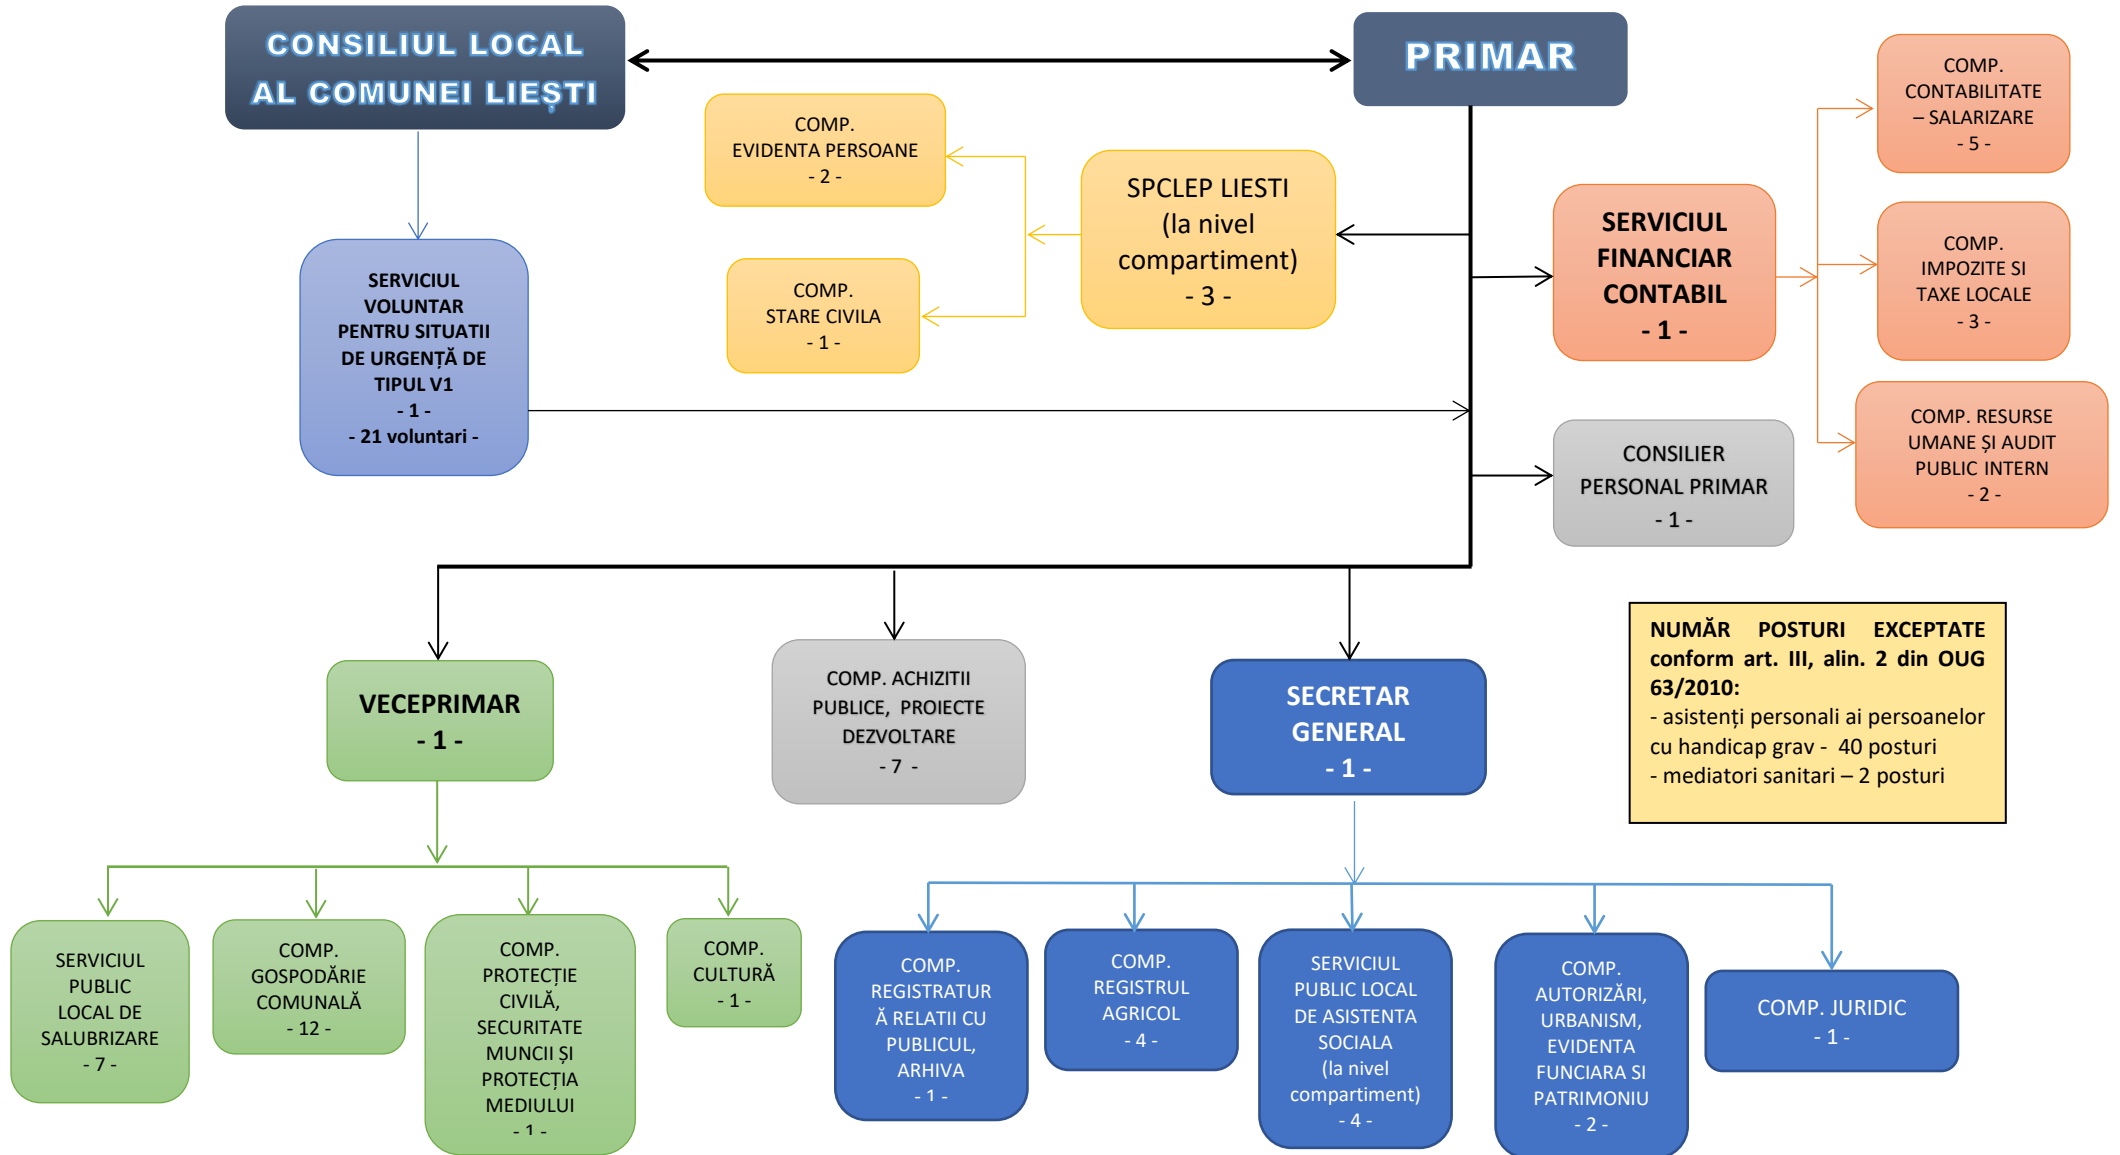 CONSILIUL LOCAL
AL COMUNEI LIEȘTI
PRIMAR
COMP.
EVIDENTA PERSOANE
- 2 -
COMP.
STARE CIVILA
- 1 -
SPCLEP LIESTI
(la nivel
compartiment)
- 3 -
SERVICIUL
FINANCIAR
CONTABIL
- 1 -
COMP.
CONTABILITATE
– SALARIZARE
- 5 -
COMP.
IMPOZITE SI
TAXE LOCALE
- 3 -
COMP. RESURSE
UMANE ȘI AUDIT
PUBLIC INTERN
- 2 -
SERVICIUL
VOLUNTAR
PENTRU SITUATII
DE URGENȚĂ DE
TIPUL V1
- 1 -
- 21 voluntari -
CONSILIER
PERSONAL PRIMAR
- 1 -
VECEPRIMAR
- 1 -
COMP. ACHIZITII
PUBLICE, PROIECTE
DEZVOLTARE
- 7 -
SECRETAR
GENERAL
- 1 -
NUMĂR POSTURI EXCEPTATE
conform art. III, alin. 2 din OUG
63/2010:
- asistenți personali ai persoanelor
cu handicap grav - 40 posturi
- mediatori sanitari – 2 posturi
SERVICIUL
PUBLIC
LOCAL DE
SALUBRIZARE
- 7 -
COMP.
GOSPODĂRIE
COMUNALĂ
- 12 -
COMP.
PROTECȚIE
CIVILĂ,
SECURITATE
MUNCII ȘI
PROTECȚIA
MEDIULUI
- 1 -
COMP.
CULTURĂ
- 1 -
COMP.
REGISTRATUR
Ă RELATII CU
PUBLICUL,
ARHIVA
- 1 -
COMP.
REGISTRUL
AGRICOL
- 4 -
SERVICIUL
PUBLIC LOCAL
DE ASISTENTA
SOCIALA
(la nivel
compartiment)
- 4 -
COMP.
AUTORIZĂRI,
URBANISM,
EVIDENTA
FUNCIARA SI
PATRIMONIU
- 2 -
COMP. JURIDIC
- 1 -